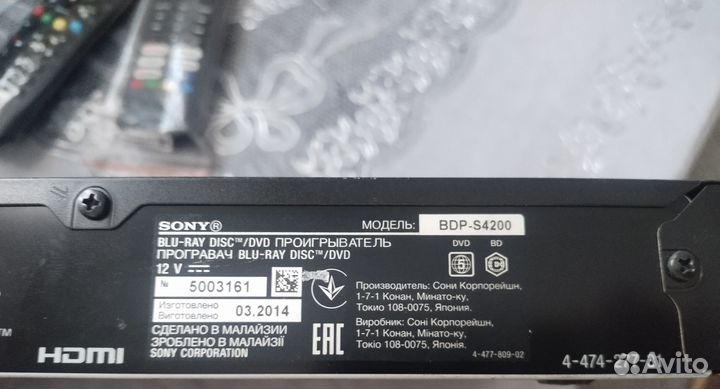 SONY®
МОДЕЛЬ: BDP-S4200
BLU-RAY DISC™/DVD ПРОИГРЫВАТЕЛЬ
ПРОГРАВАЧ BLU-RAY DISC™/DVD
12 V
DVD BD
5
№ 5003161
Изготовлено
Виготовлено 03.2014
СДЕЛАНО В МАЛАЙЗИИ
ЗРОБЛЕНО В МАЛАЙЗІЇ
SONY CORPORATION
EAC
Производитель: Сони Корпорейшн,
1-7-1 Конан, Минато-ку,
Токио 108-0075, Япония.
Виробник: Соні Корпорейшн,
1-7-1 Конан, Мінато-ку,
Токіо 108-0075, Японія.
4-477-809-02
HDMI
TM
Avito